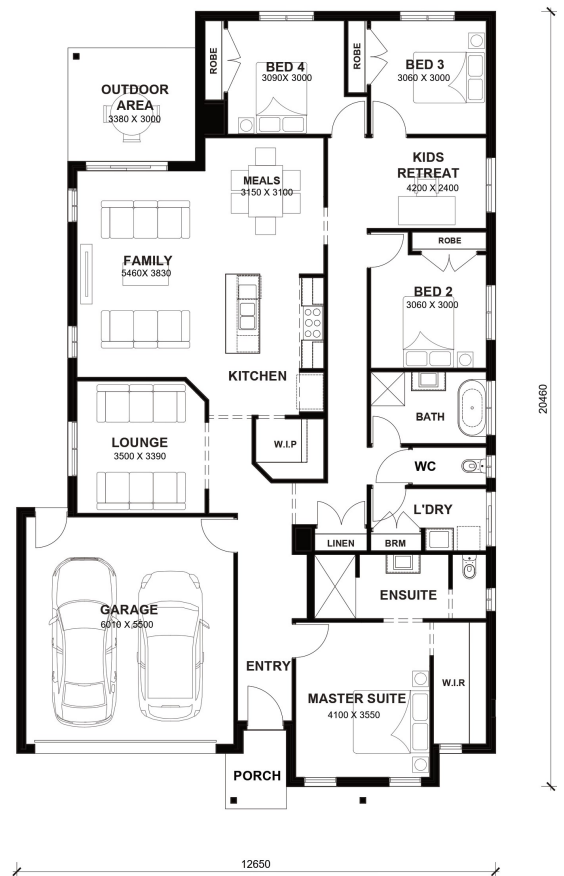 ROBE
BED 4
3090X 3000
ROBE
BED 3
3060 X 3000
OUTDOOR
AREA
3380 X 3000
MEALS
3150 X 3100
KIDS
RETREAT
4200 X 2400
ROBE
FAMILY
5460X 3830
BED 2
3060 X 3000
KITCHEN
BATH
LOUNGE
3500 X 3390
W.I.P
WC
L'DRY
LINEN
BRM
ENSUITE
GARAGE
6010 X 5500
ENTRY
MASTER SUITE
4100 X 3550
W.I.R
PORCH
20460
12650